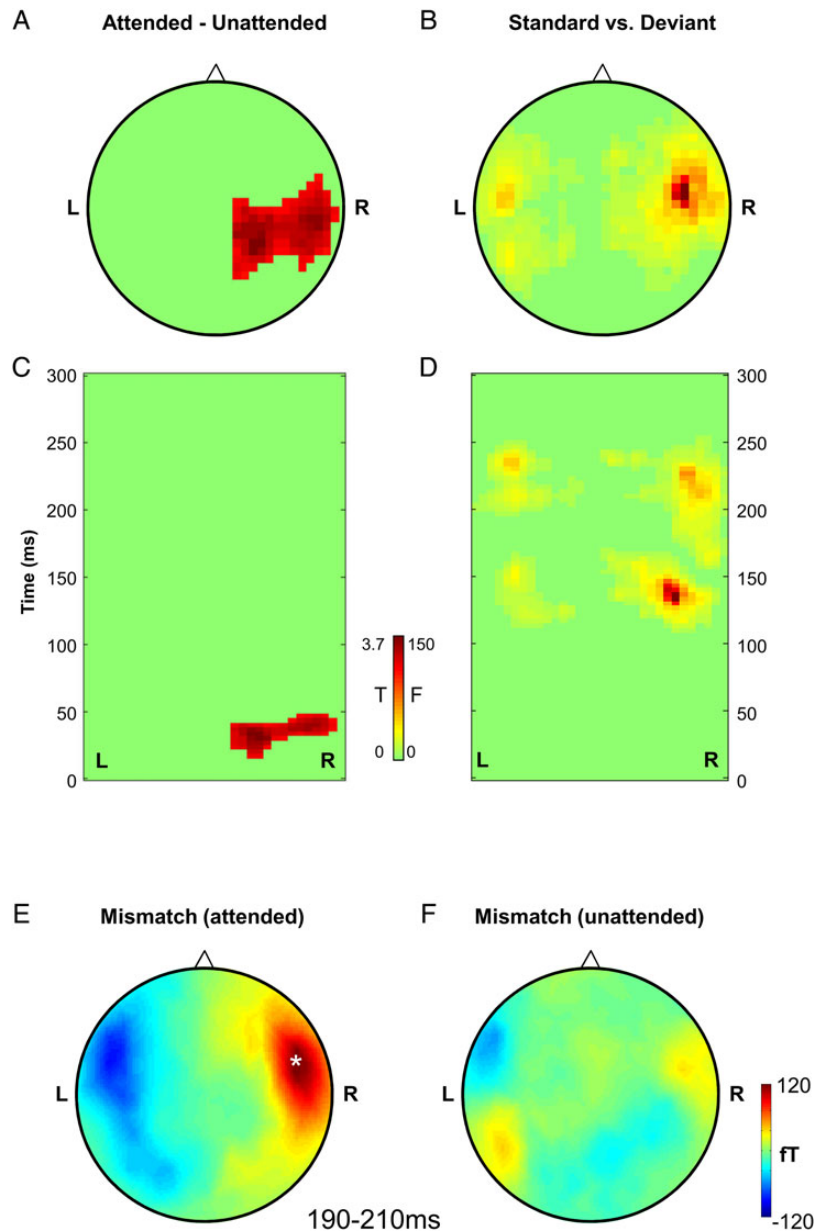 A Attended - Unattended
B Standard vs. Deviant
L R
L R
C
D
300 300
250 250
200 200
150 150
100 100
50 50
0 0
Time (ms)
3.7 150
T F
0 0
L R
L R
E Mismatch (attended)
F Mismatch (unattended)
*
L R
L R
120
fT
-120
190-210ms